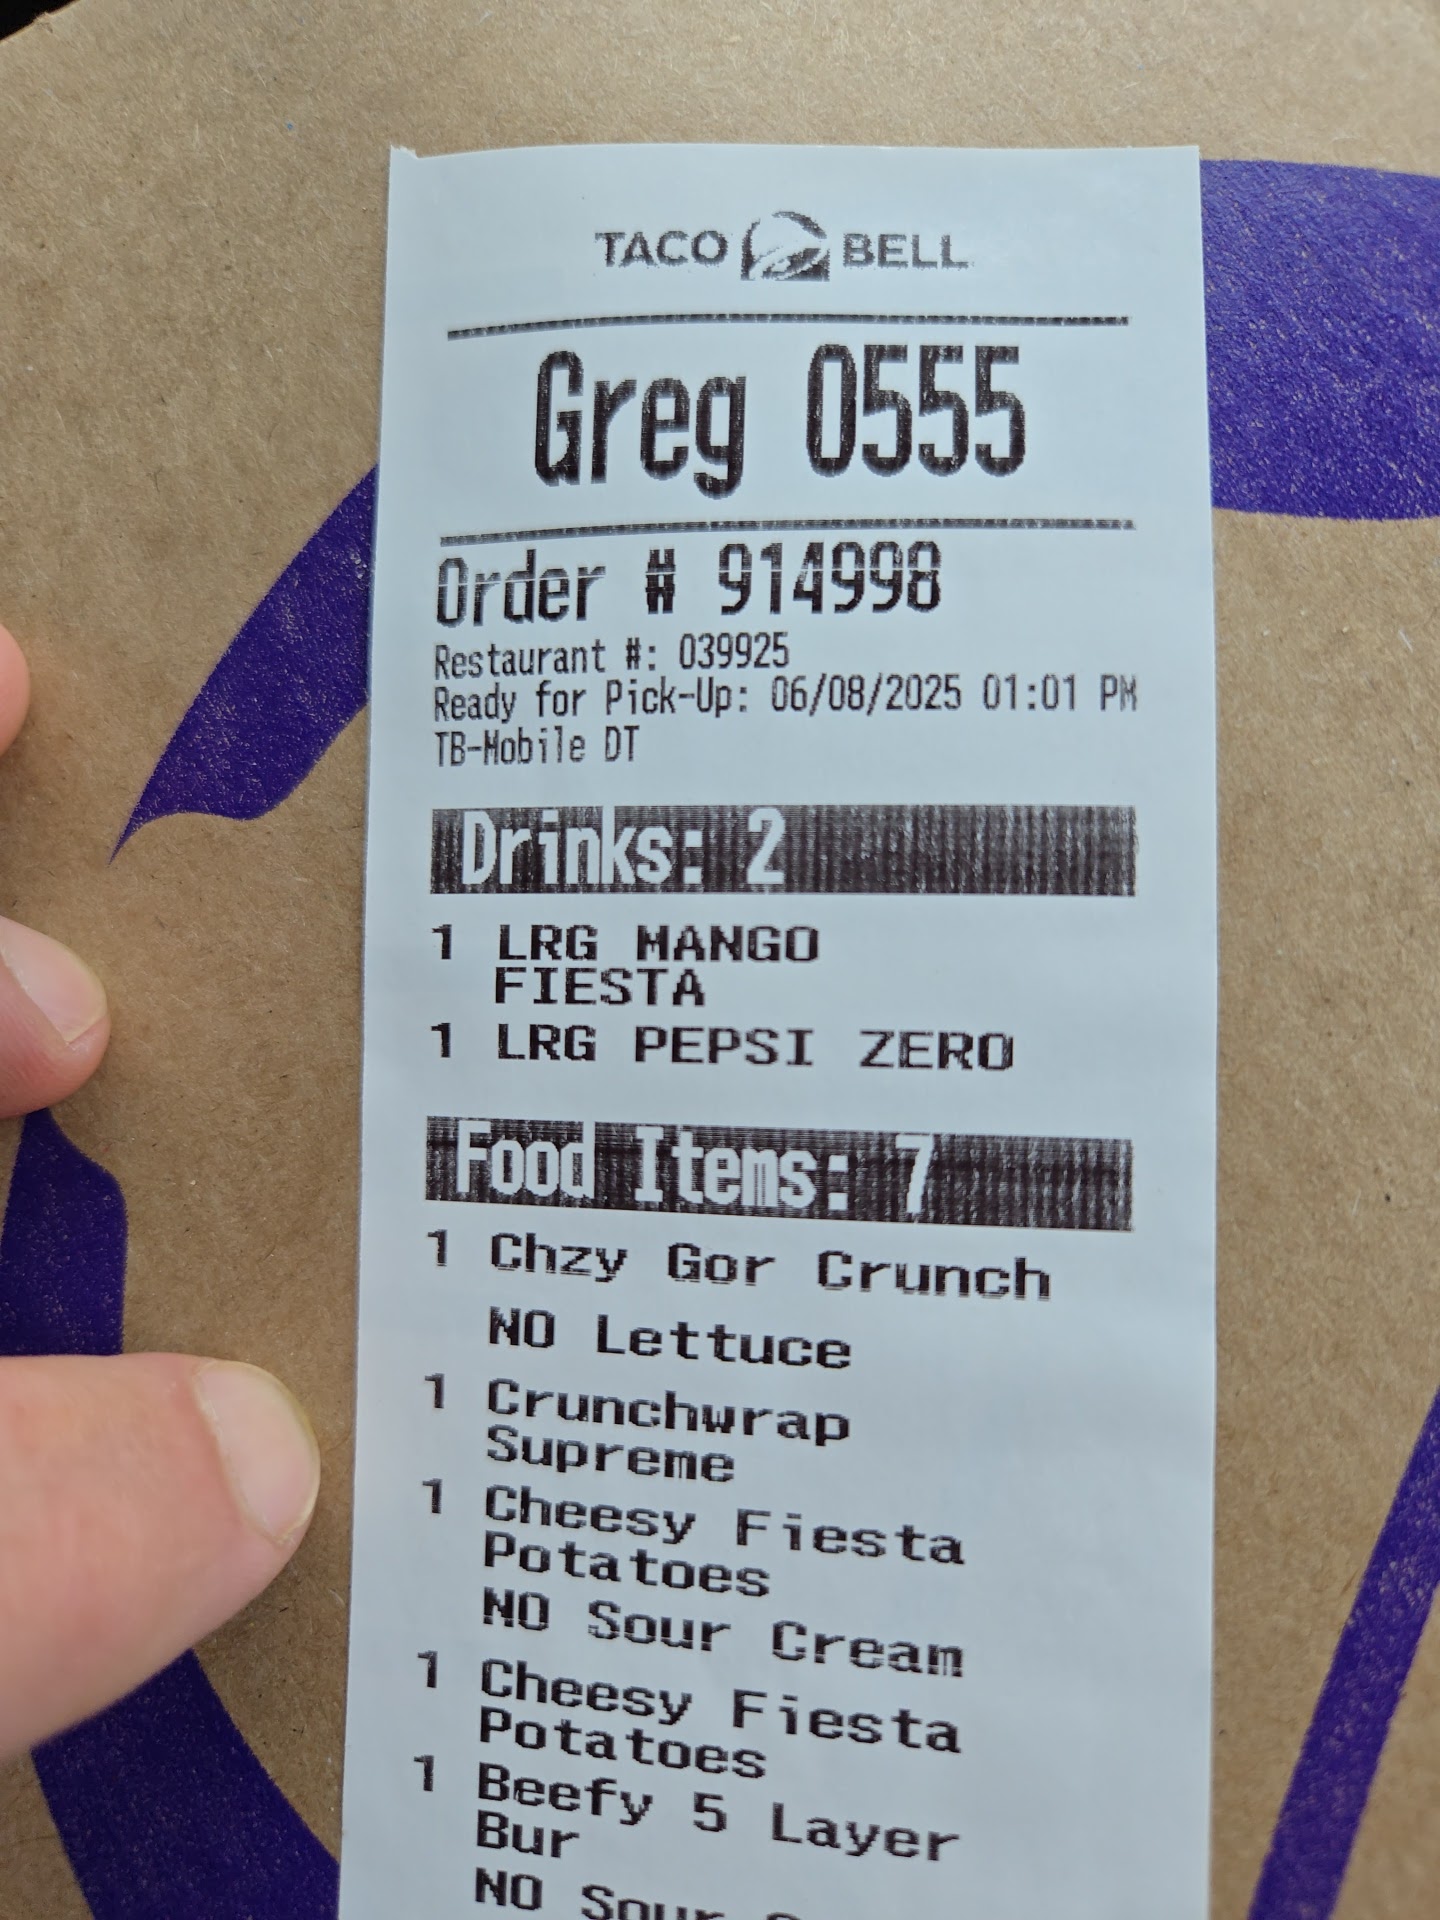 TACO BELL
Greg 0555
Order # 914998
Restaurant #: 039925
Ready for Pick-Up: 06/08/2025 01:01 PM
TB-Mobile DT
Drinks: 2
1 LRG MANGO
FIESTA
1 LRG PEPSI ZERO
Food Items: 7
1 Chzy Gor Crunch
NO Lettuce
1 Crunchwrap
Supreme
1 Cheesy Fiesta
Potatoes
NO Sour Cream
1 Cheesy Fiesta
Potatoes
1 Beefy 5 Layer
Bur
NO Sour